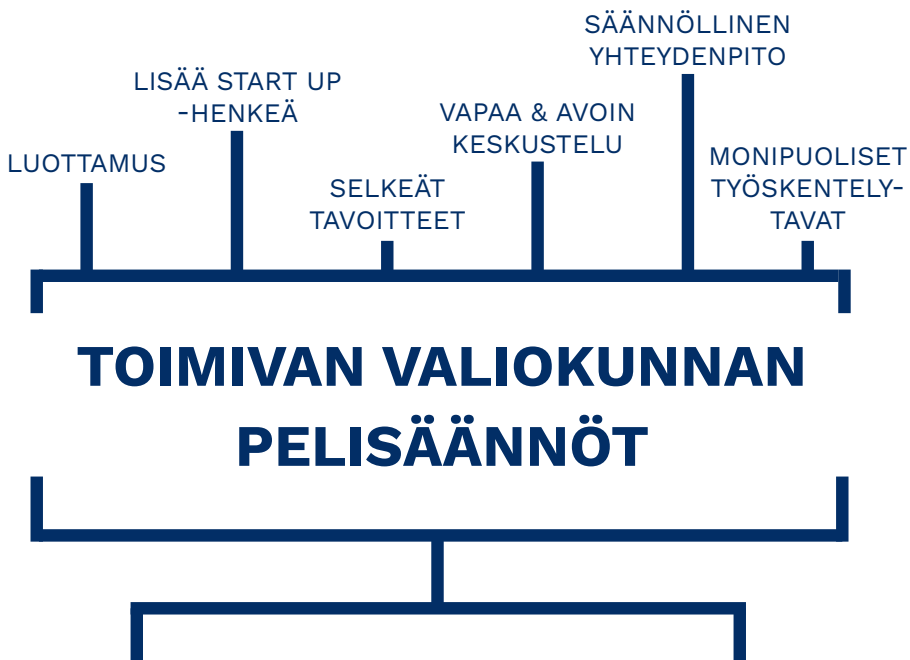 LUOTTAMUS
LISÄÄ START UP
-HENKEÄ
SELKEÄT
TAVOITTEET
VAPAA & AVOIN
KESKUSTELU
SÄÄNNÖLLINEN
YHTEYDENPITO
MONIPUOLISET
TYÖSKENTELY-
TAVAT
TOIMIVAN VALIOKUNNAN
PELISÄÄNNÖT